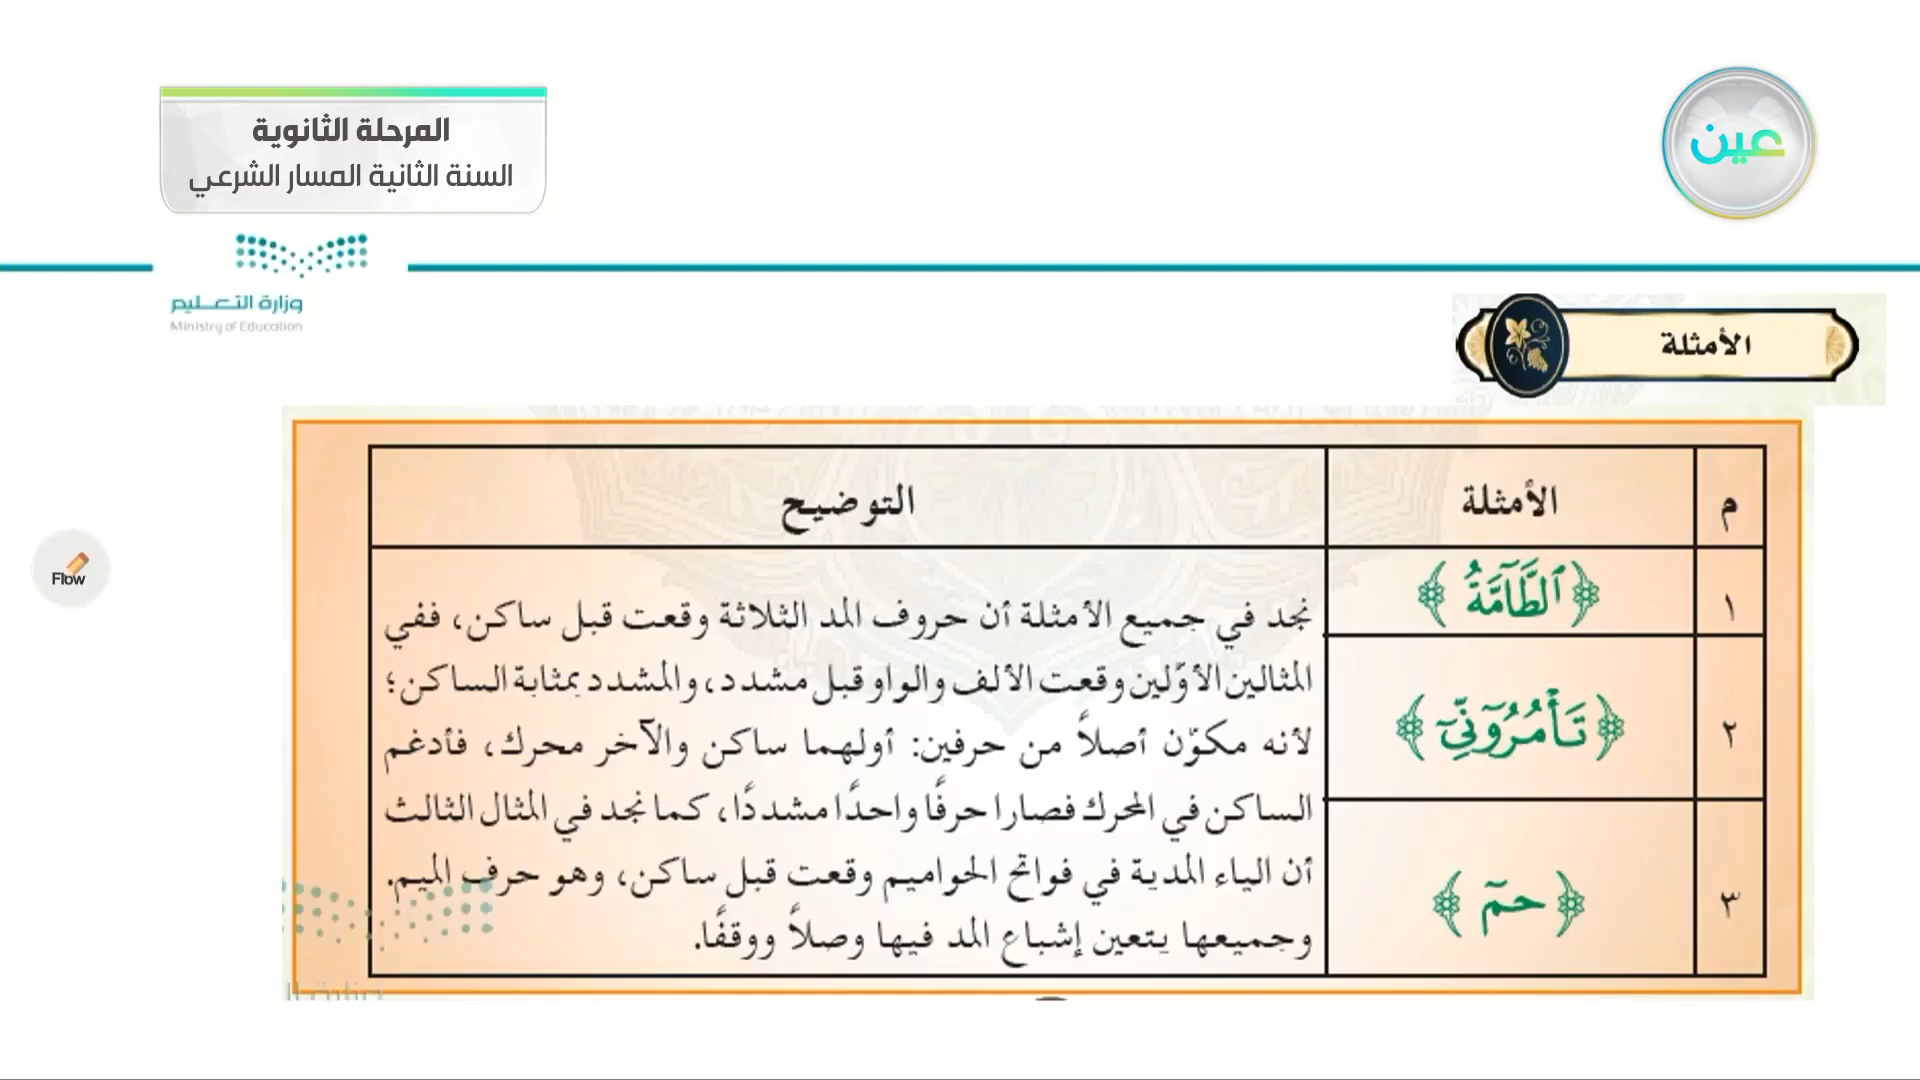 المرحلة الثانوية
السنة الثانية المسار الشرعي
عين
وزارة التعليم
Ministry of Education
الأمثلة
م
الأمثلة
التوضيح
١
﴿ٱلطَّآمَّةُ﴾
٢
﴿تَأْمُرُوٓنِّيٓ﴾
٣
﴿حمٓ﴾
نجد في جميع الأمثلة أن حروف المد الثلاثة وقعت قبل ساكن، ففي
المثالين الأوّلين وقعت الألف والواو قبل مشدد، والمشدد بمثابة الساكن؛
لأنه مكوّن أصلاً من حرفين: أولهما ساكن والآخر محرك، فأدغم
الساكن في المحرك فصارا حرفًا واحدًا مشددًا، كما نجد في المثال الثالث
أن الياء المدية في فواتح الحواميم وقعت قبل ساكن، وهو حرف الميم.
وجميعها يتعين إشباع المد فيها وصلاً ووقفًا.
Flow